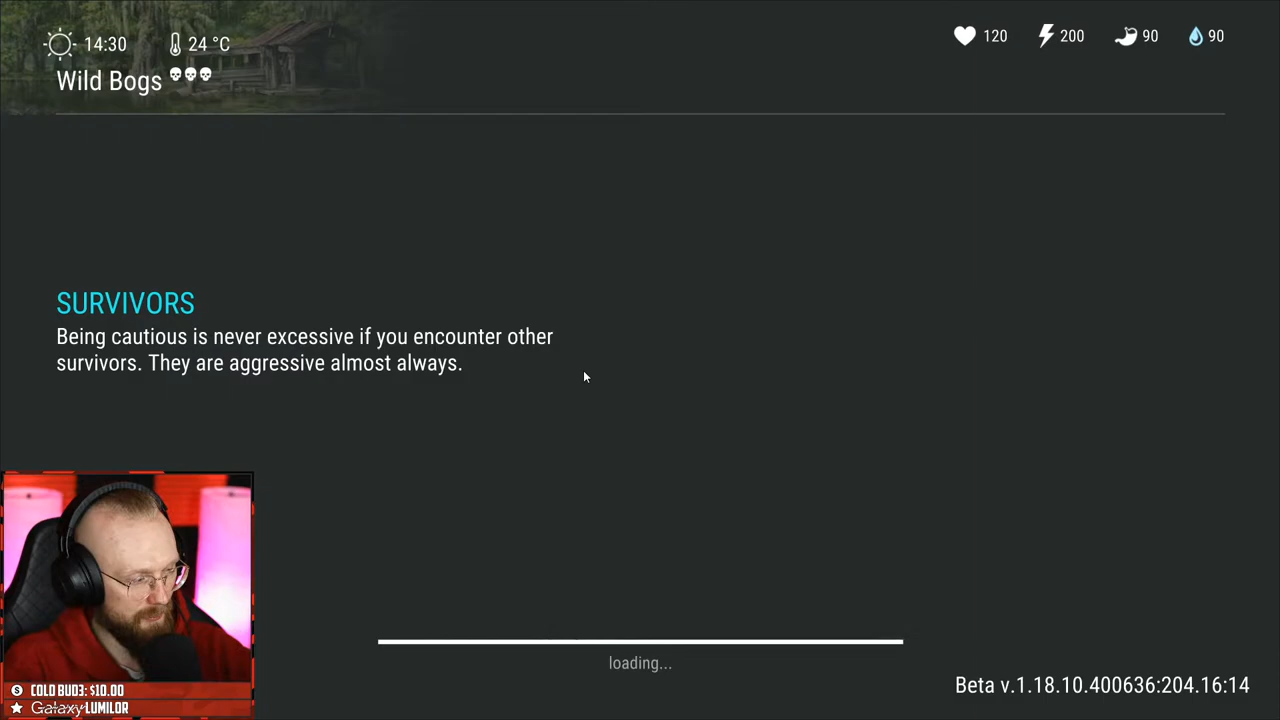 14:30 24 °C
120 200 90 90
Wild Bogs
SURVIVORS
Being cautious is never excessive if you encounter other
survivors. They are aggressive almost always.
loading...
Beta v.1.18.10.400636:204.16:14
COLD BUD3: $10.00
Galaxy LUMILOR